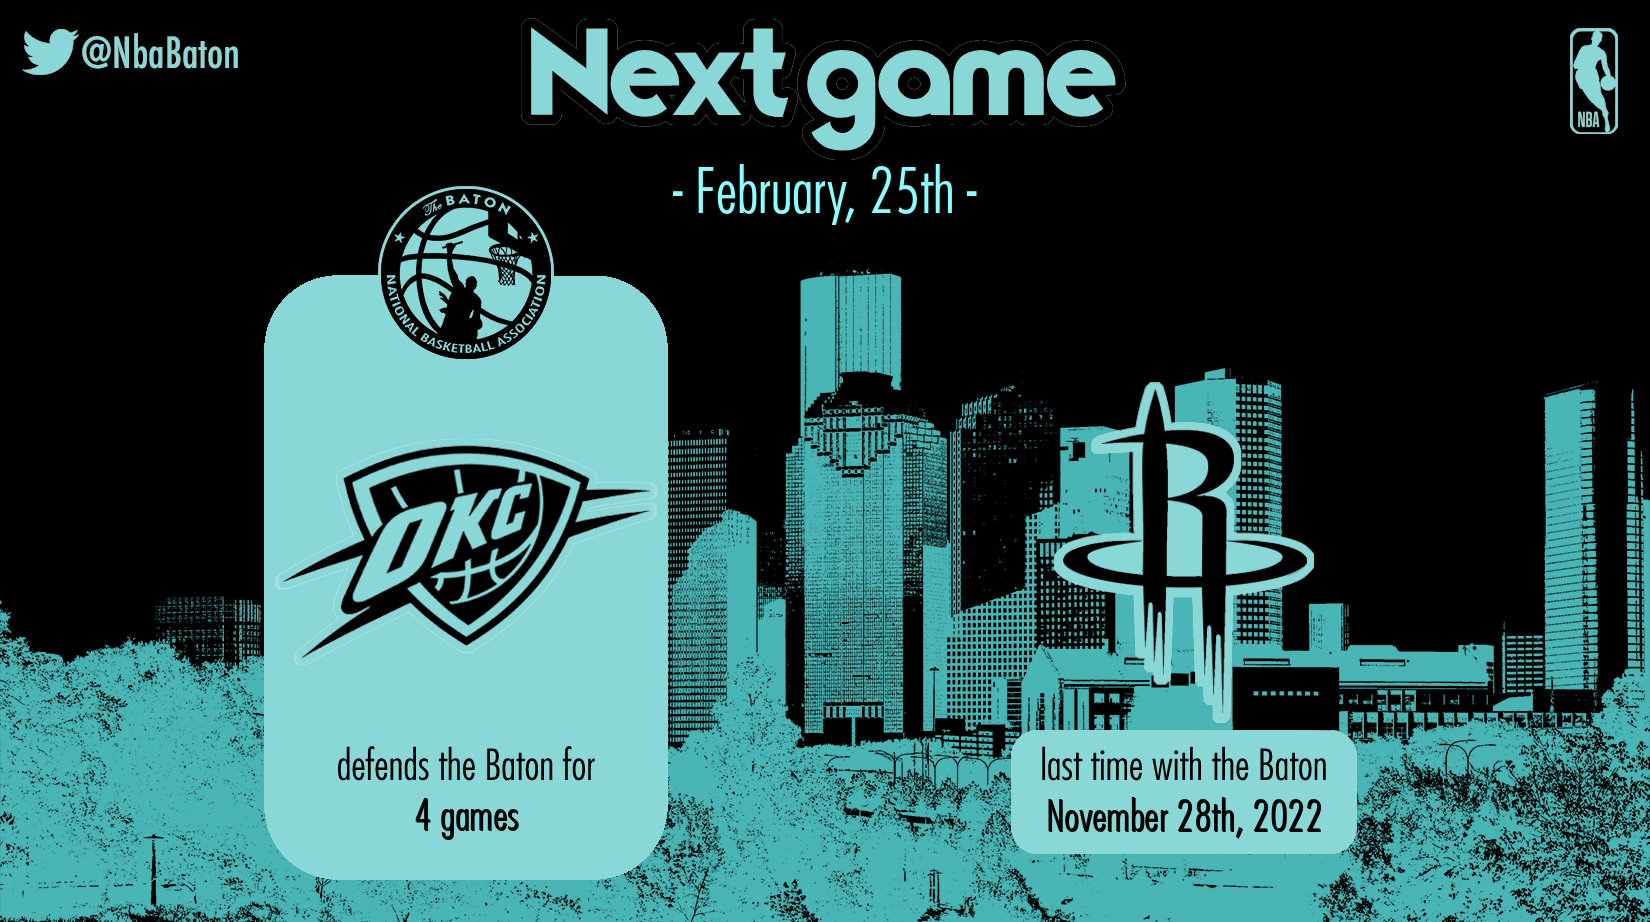 @NbaBaton
Next game
NBA
- February, 25th -
The BATON
NATIONAL BASKETBALL ASSOCIATION
OKC
R
defends the Baton for
4 games
last time with the Baton
November 28th, 2022